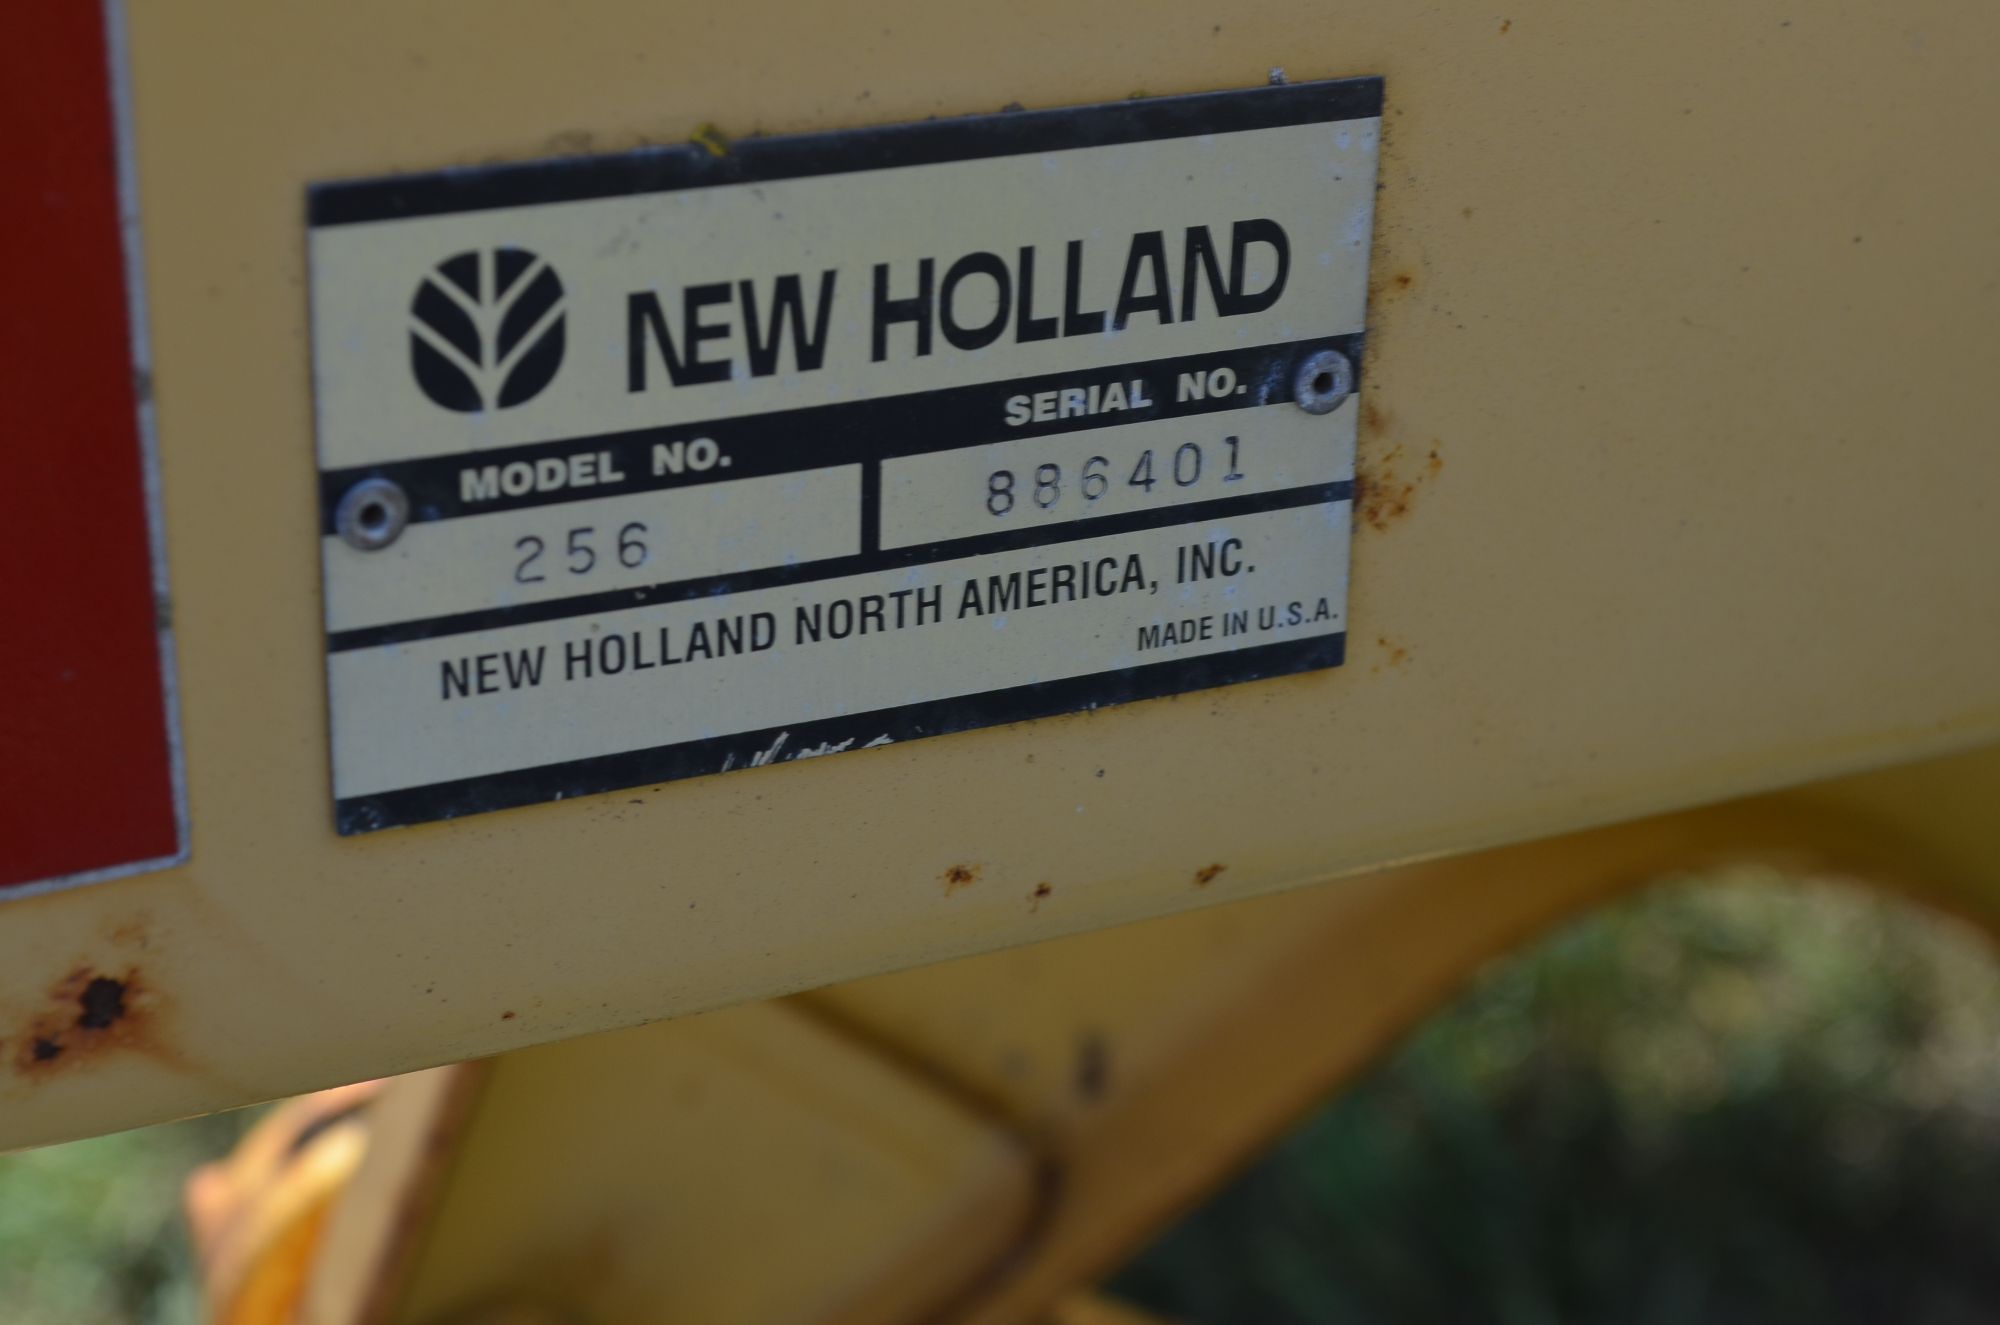 NEW HOLLAND
MODEL NO.
SERIAL NO.
256
886401
NEW HOLLAND NORTH AMERICA, INC.
MADE IN U.S.A.